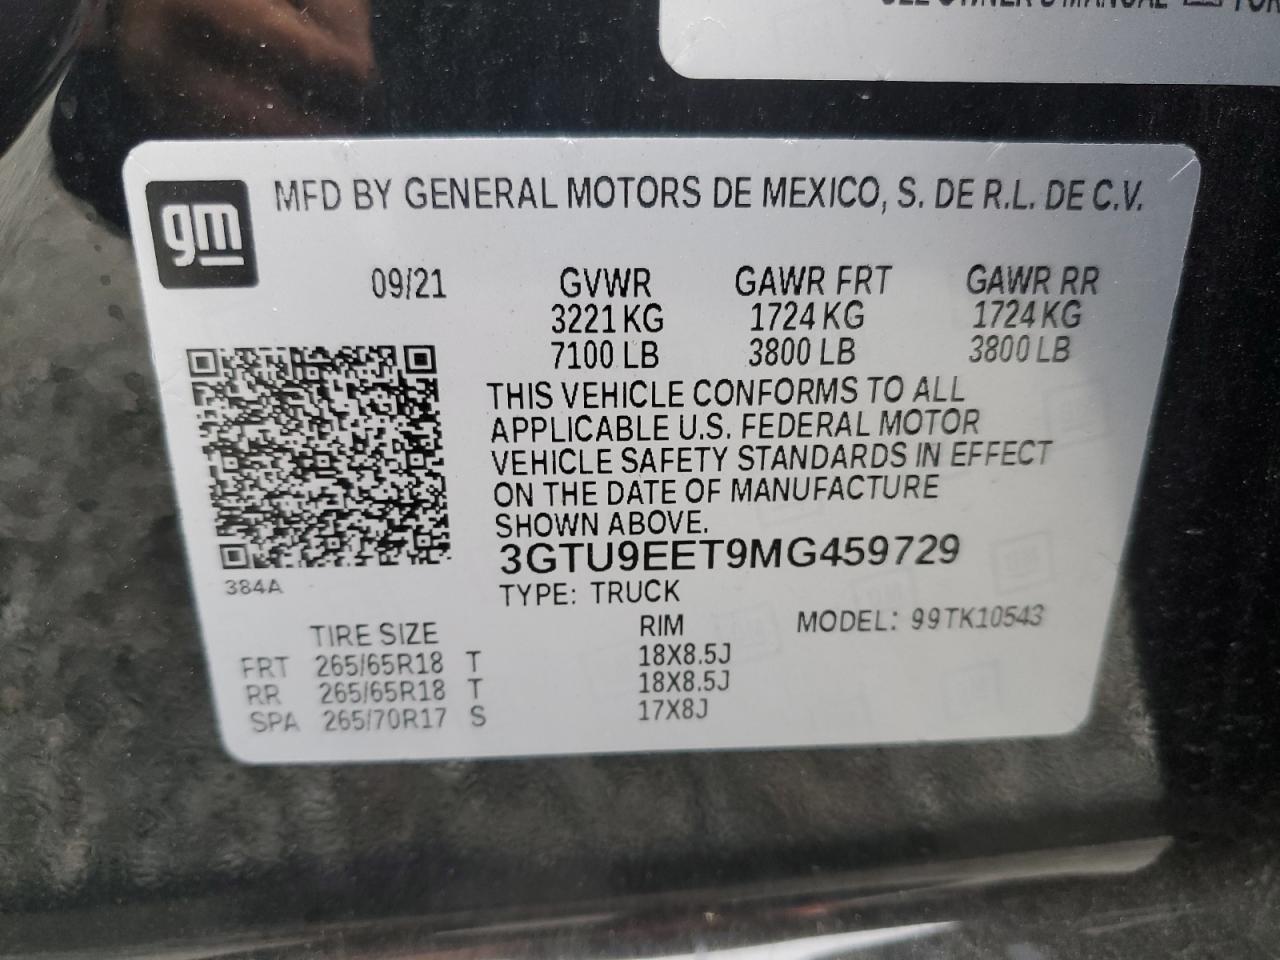 gm
MFD BY GENERAL MOTORS DE MEXICO, S. DE R.L. DE C.V.
09/21 GVWR GAWR FRT GAWR RR
3221 KG 1724 KG 1724 KG
7100 LB 3800 LB 3800 LB
THIS VEHICLE CONFORMS TO ALL
APPLICABLE U.S. FEDERAL MOTOR
VEHICLE SAFETY STANDARDS IN EFFECT
ON THE DATE OF MANUFACTURE
SHOWN ABOVE.
3GTU9EET9MG459729
384A
TYPE: TRUCK
TIRE SIZE RIM MODEL: 99TK10543
FRT 265/65R18 T 18X8.5J
RR 265/65R18 T 18X8.5J
SPA 265/70R17 S 17X8J